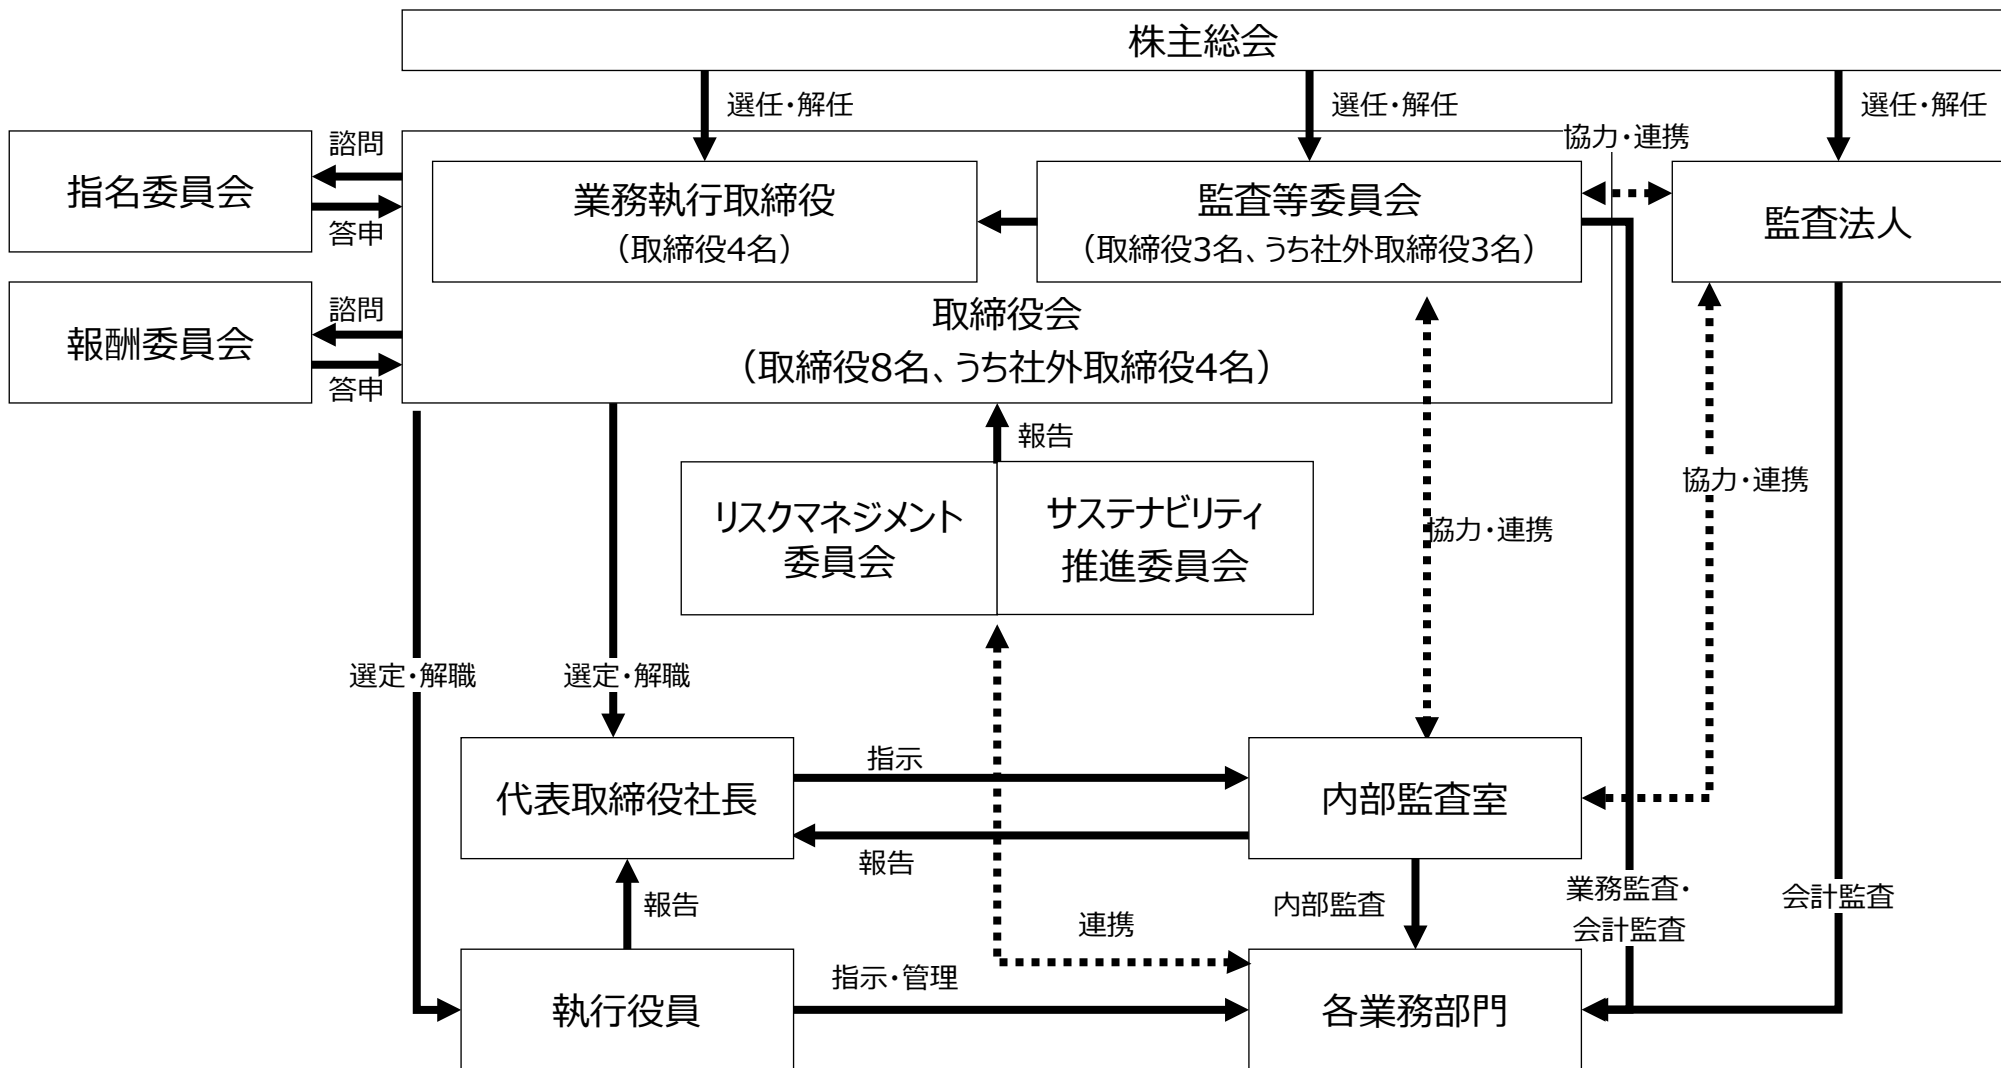 株主総会
選任・解任
選任・解任
選任・解任
協力・連携
指名委員会
諮問
答申
業務執行取締役
（取締役4名）
監査等委員会
（取締役3名、うち社外取締役3名）
監査法人
報酬委員会
諮問
答申
取締役会
（取締役8名、うち社外取締役4名）
報告
リスクマネジメント
委員会
サステナビリティ
推進委員会
協力・連携
協力・連携
選定・解職
選定・解職
代表取締役社長
指示
報告
内部監査室
報告
連携
内部監査
業務監査・
会計監査
会計監査
執行役員
指示・管理
各業務部門